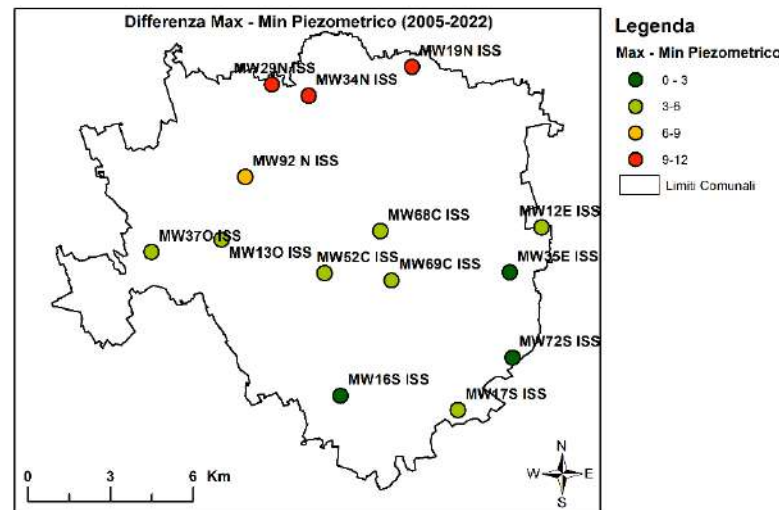 Differenza Max - Min Piezometrico (2005-2022)
MW19N ISS
MW29N ISS
MW34N ISS
MW92 N ISS
MW68C ISS
MW12E ISS
MW37O ISS
MW13O ISS
MW52C ISS
MW69C ISS
MW35E ISS
MW72S ISS
MW16S ISS
MW17S ISS
0 3 6 Km
N
W E
S
Legenda
Max - Min Piezometrico
0 - 3
3-6
6-9
9-12
Limiti Comunali